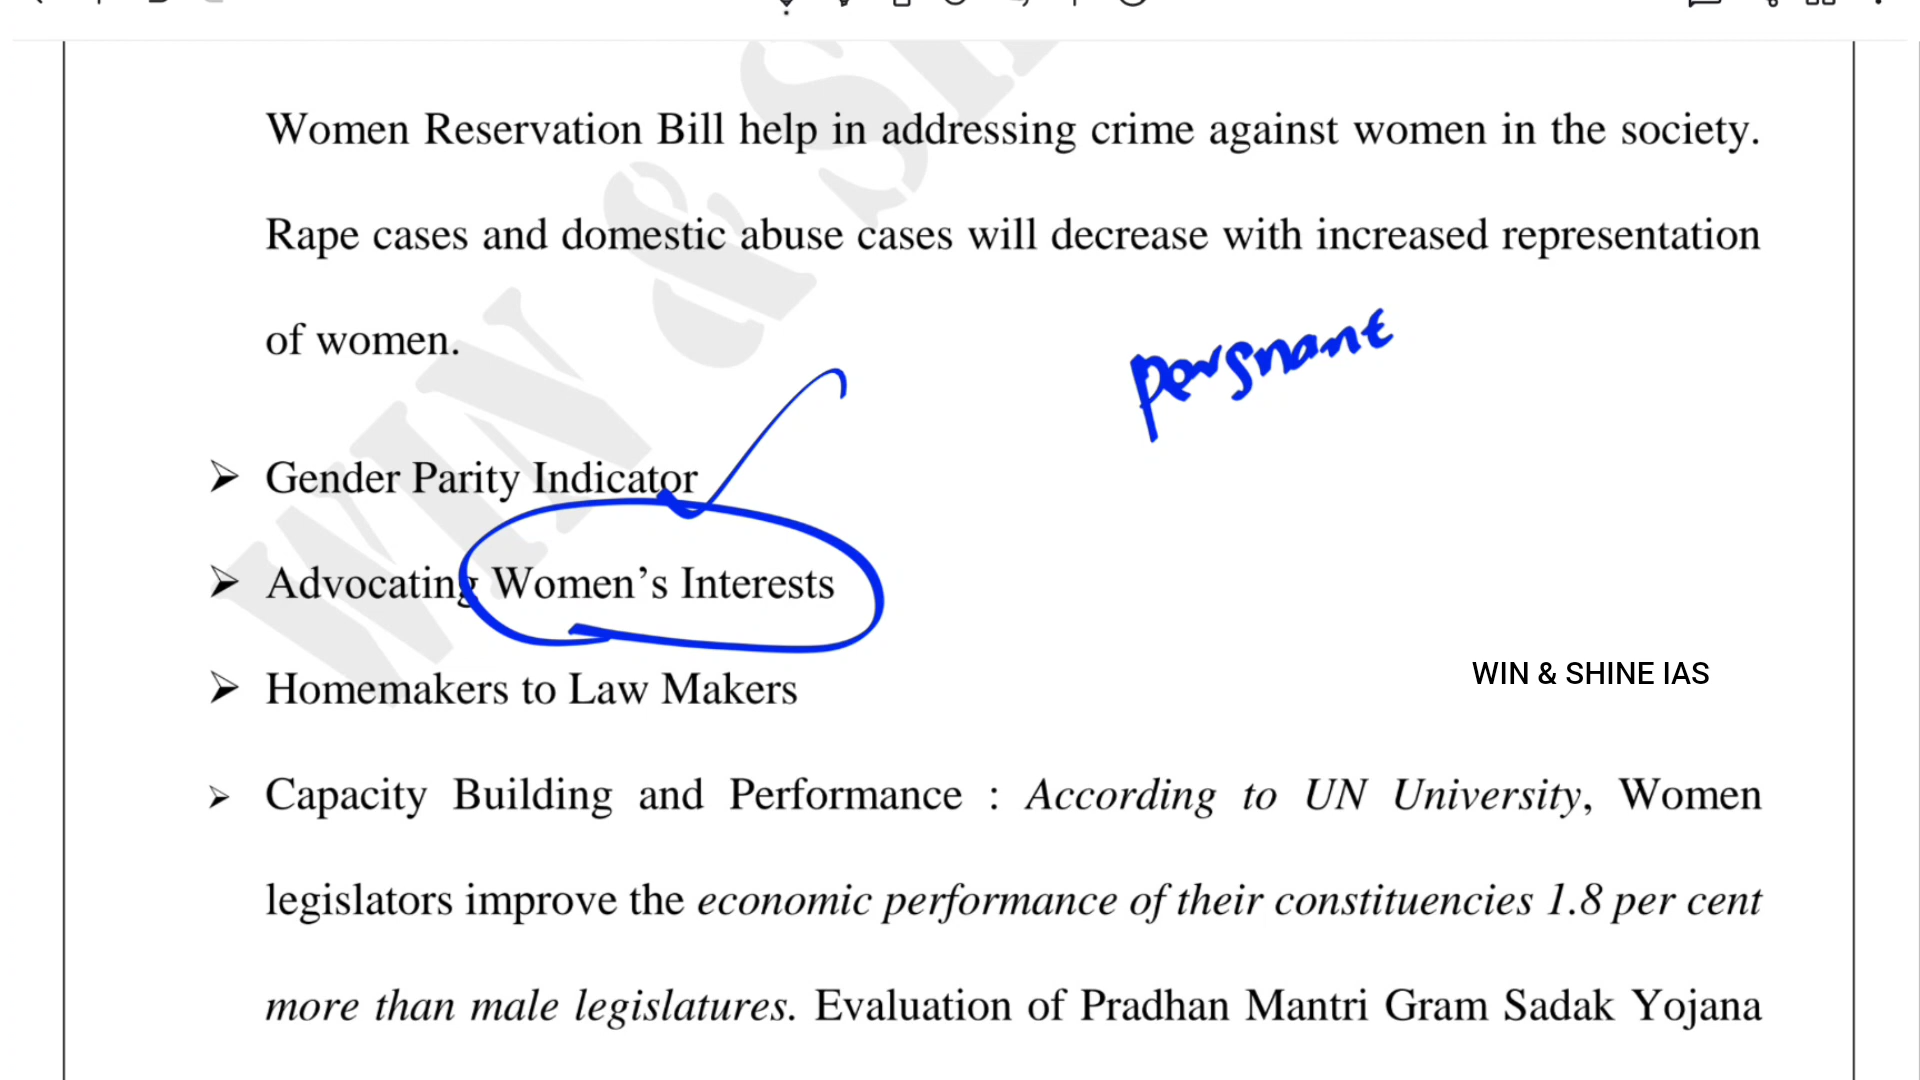 Women Reservation Bill help in addressing crime against women in the society.
Rape cases and domestic abuse cases will decrease with increased representation
of women.
➢ Gender Parity Indicator
➢ Advocating Women’s Interests
➢ Homemakers to Law Makers
WIN & SHINE IAS
➢ Capacity Building and Performance : According to UN University, Women
legislators improve the economic performance of their constituencies 1.8 per cent
more than male legislatures. Evaluation of Pradhan Mantri Gram Sadak Yojana
WIN & SHI